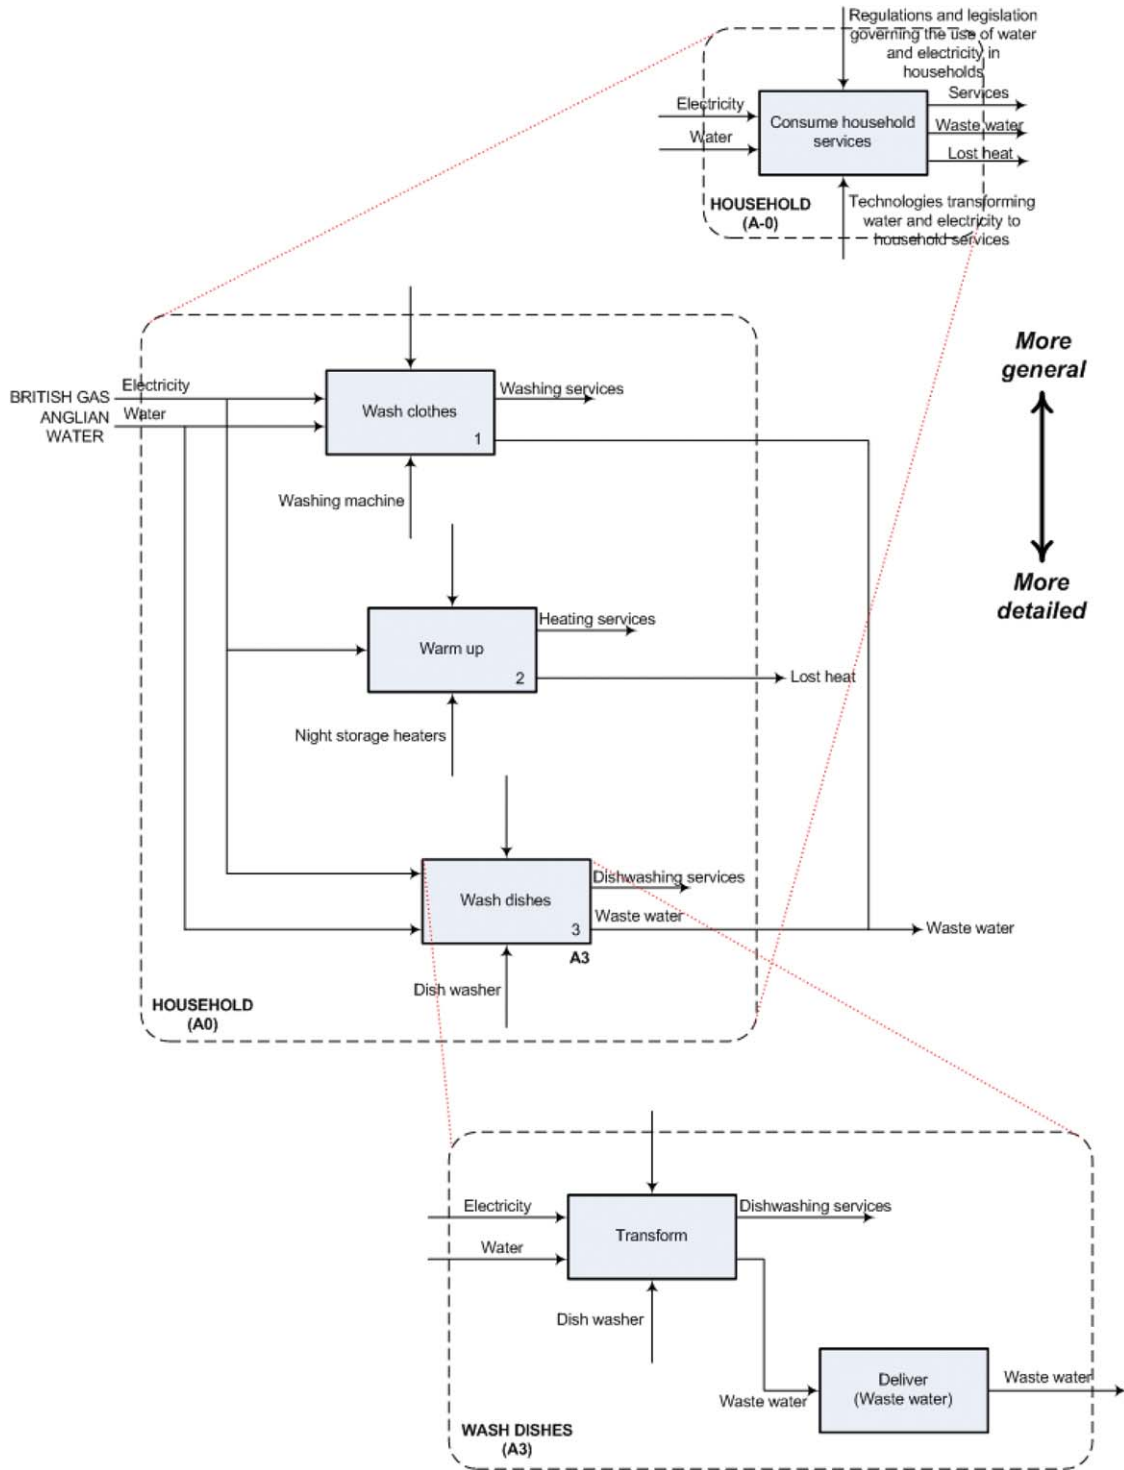 Regulations and legislation
governing the use of water
and electricity in
households
Electricity
Water
Consume household
services
Services
Waste water
Lost heat
HOUSEHOLD
(A-0)
Technologies transforming
water and electricity to
household services
More
general
More
detailed
BRITISH GAS
ANGLIAN
WATER
Electricity
Water
Wash clothes
1
Washing services
Washing machine
Warm up
2
Heating services
Lost heat
Night storage heaters
Wash dishes
3
A3
Dishwashing services
Waste water
Waste water
Dish washer
HOUSEHOLD
(A0)
Electricity
Water
Transform
Dishwashing services
Dish washer
Waste water
Deliver
(Waste water)
Waste water
WASH DISHES
(A3)